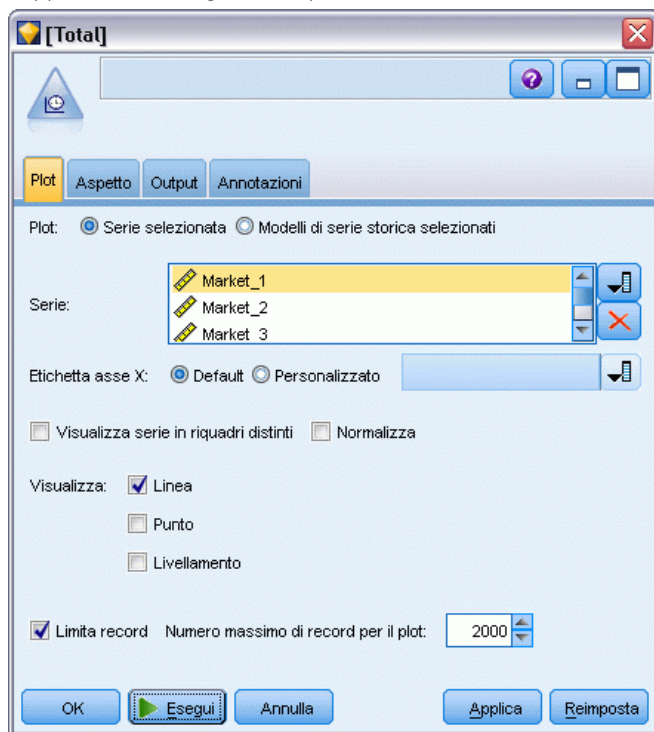 [Total]
Plot Aspetto Output Annotazioni
Plot: Serie selezionata Modelli di serie storica selezionati
Serie:
Market_1
Market_2
Market_3
Etichetta asse X: Default Personalizzato
Visualizza serie in riquadri distinti Normalizza
Visualizza: Linea
Punto
Livellamento
Limita record Numero massimo di record per il plot: 2000
OK Esegui Annulla Applica Reimposta